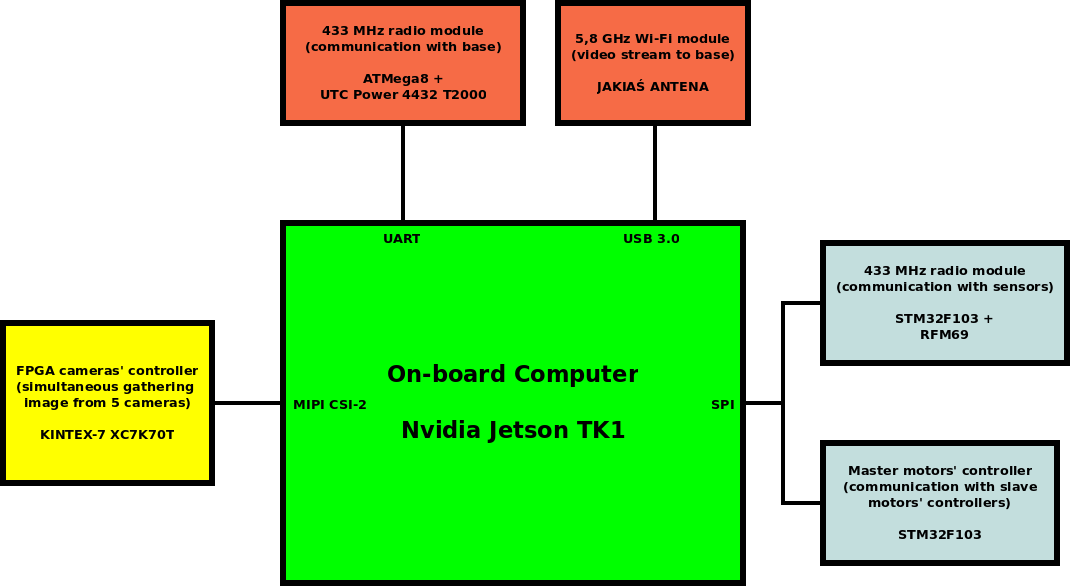 433 MHz radio module
(communication with base)
ATMega8 +
UTC Power 4432 T2000
5,8 GHz Wi-Fi module
(video stream to base)
JAKIAŚ ANTENA
UART
USB 3.0
433 MHz radio module
(communication with sensors)
STM32F103 +
RFM69
FPGA cameras' controller
(simultaneous gathering
image from 5 cameras)
KINTEX-7 XC7K70T
MIPI CSI-2
On-board Computer
Nvidia Jetson TK1
SPI
Master motors' controller
(communication with slave
motors' controllers)
STM32F103